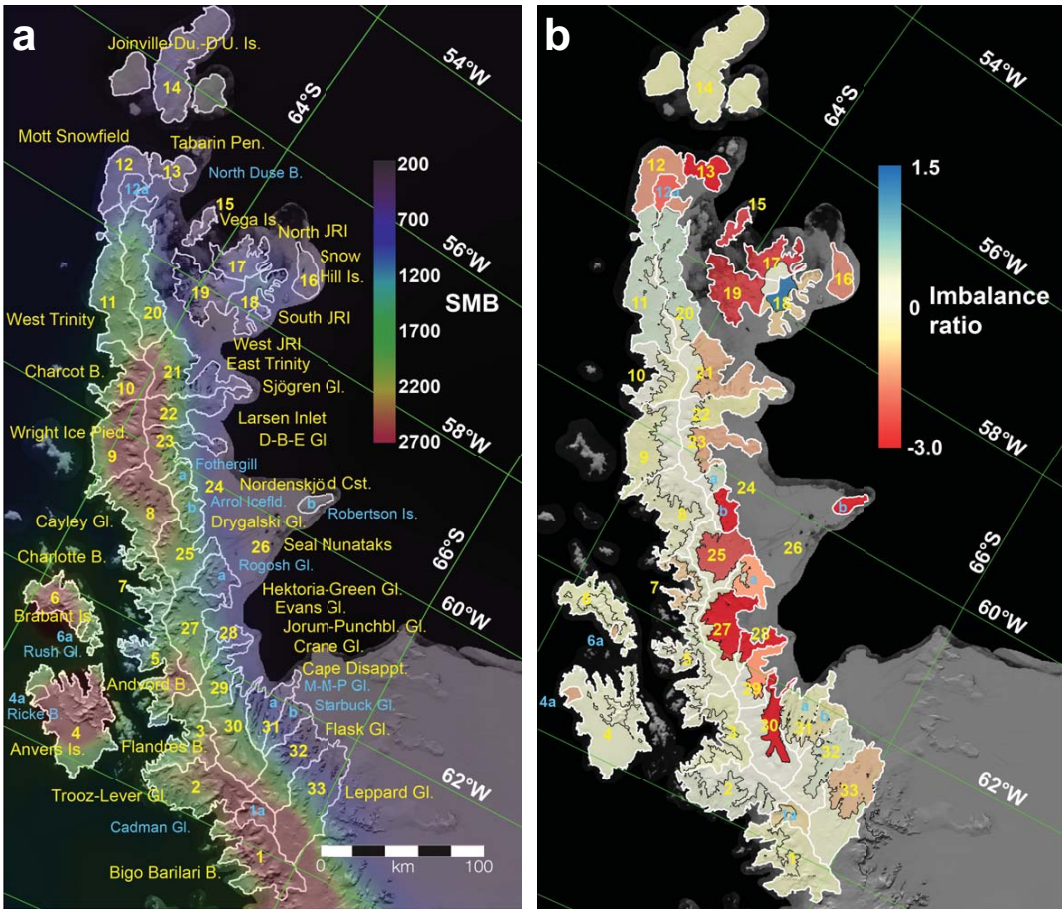 a
Joinville-Du.-D'U. Is.
14
54°W
64°S
Mott Snowfield
Tabarin Pen.
12
13
North Duse B.
12a
200
15
Vega Is.
North JRI
700
56°W
17
Snow
Hill Is.
16
1200
SMB
19
18
11
20
South JRI
1700
West Trinity
West JRI
East Trinity
21
2200
Charcot B.
10
Sjögren Gl.
22
Larsen Inlet
2700
Wright Ice Pied.
23
D-B-E Gl
58°W
9
Fothergill
a
24
Nordenskjöd Cst.
b
Arrol Icefld.
b
8
Robertson Is.
Cayley Gl.
Drygalski Gl.
66°S
25
26
Seal Nunataks
Charlotte B.
Rogosh Gl.
7
a
Hektoria-Green Gl.
60°W
6
Evans Gl.
Brabant Is.
27
28
Jorum-Punchbl. Gl.
6a
Rush Gl.
Crare Gl.
5
Cape Disappt.
Andvord B.
29
M-M-P Gl.
4a
Ricke B.
a
b
Starbuck Gl.
4
3
30
31
Flask Gl.
Anvers Is.
Flandres B.
32
62°W
2
33
Leppard Gl.
Trooz-Lever Gl
1a
Cadman Gl.
1
0
km
100
Bigo Barilari B.
b
14
54°W
64°S
12
13
12a
1.5
15
17
56°W
16
19
18
0
Imbalance
ratio
11
20
10
21
22
-3.0
23
58°W
9
a
24
b
b
8
66°S
25
26
7
a
60°W
6
27
28
6a
5
29
4a
a
b
4
3
30
31
32
62°W
2
33
1a
1